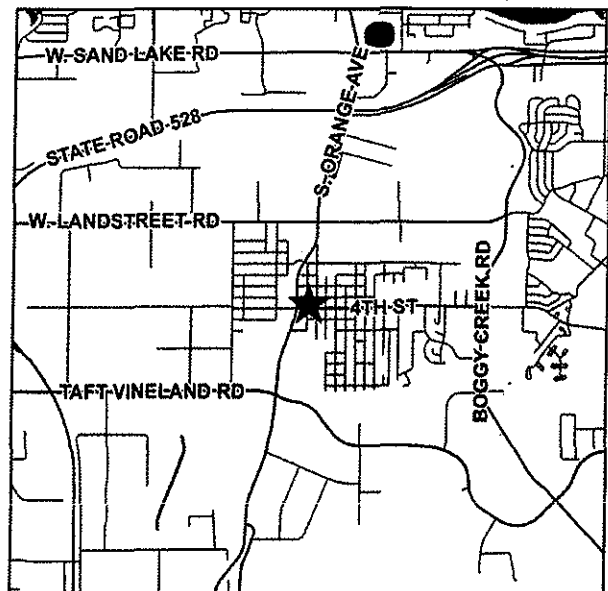 W. SAND LAKE RD
S. ORANGE AVE
STATE ROAD 528
W. LANDSTREET RD
BOGGY CREEK RD
4TH ST
TAFT VINELAND RD